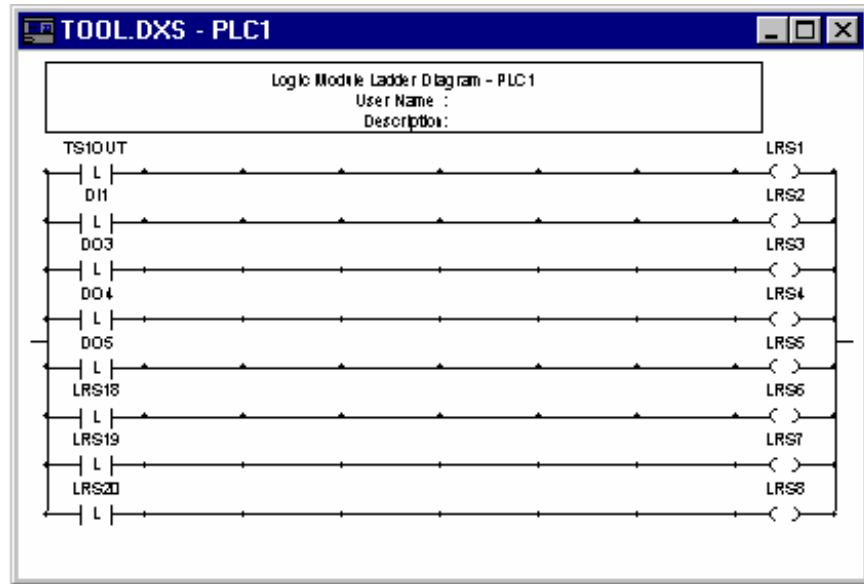 TOOL.DXS - PLC1
Logic Module Ladder Diagram - PLC1
User Name :
Description:
TS1OUT LRS1
L
DI1 LRS2
L
DO3 LRS3
L
DO4 LRS4
L
DO5 LRS5
L
LRS18 LRS6
L
LRS19 LRS7
L
LRS20 LRS8
L